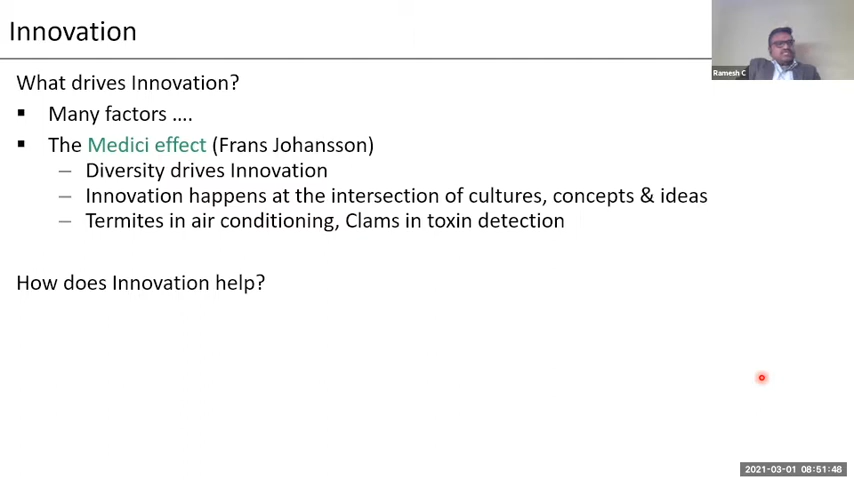 Innovation
Ramesh C
What drives Innovation?
▪ Many factors ....
▪ The Medici effect (Frans Johansson)
– Diversity drives Innovation
– Innovation happens at the intersection of cultures, concepts & ideas
– Termites in air conditioning, Clams in toxin detection
How does Innovation help?
2021-03-01 08:51:48